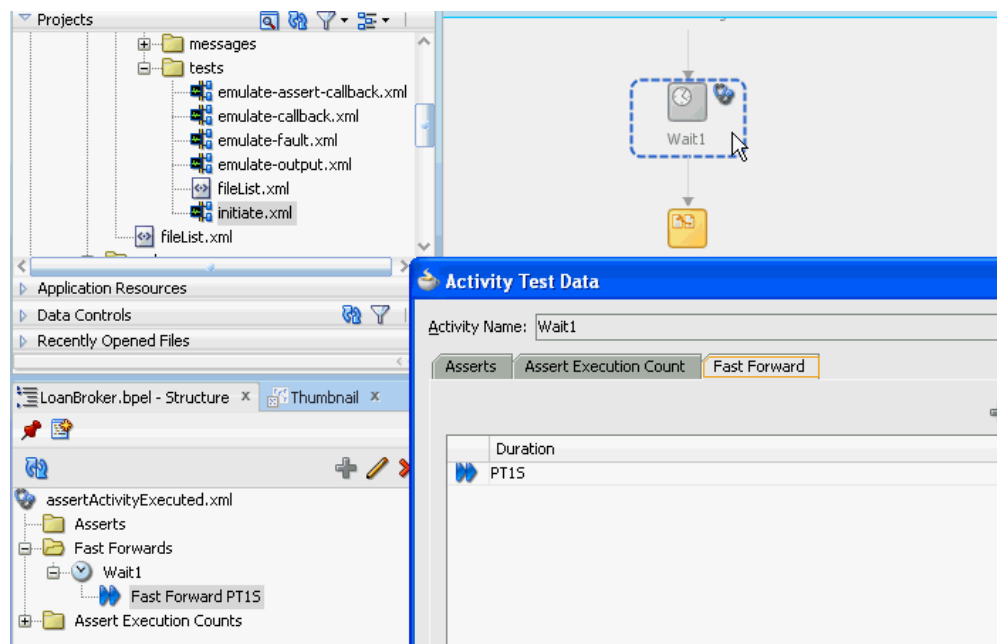 Projects
messages
tests
emulate-assert-callback.xml
emulate-callback.xml
emulate-fault.xml
emulate-output.xml
fileList.xml
initiate.xml
fileList.xml
Application Resources
Data Controls
Recently Opened Files
LoanBroker.bpel - Structure
Thumbnail
assertActivityExecuted.xml
Asserts
Fast Forwards
Wait1
Fast Forward PT1S
Assert Execution Counts
Wait1
Activity Test Data
Activity Name: Wait1
Asserts
Assert Execution Count
Fast Forward
Duration
PT1S